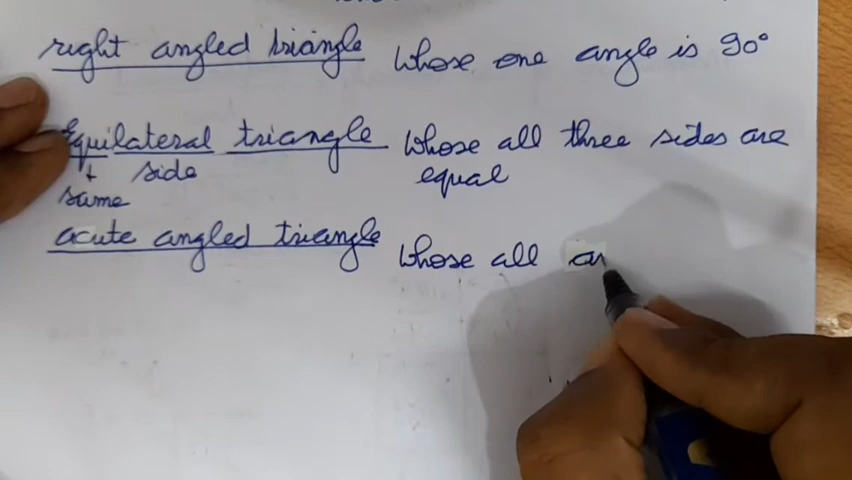 right angled triangle whose one angle is 90°
Equilateral triangle whose all three sides are
same side equal
acute angled triangle whose all an